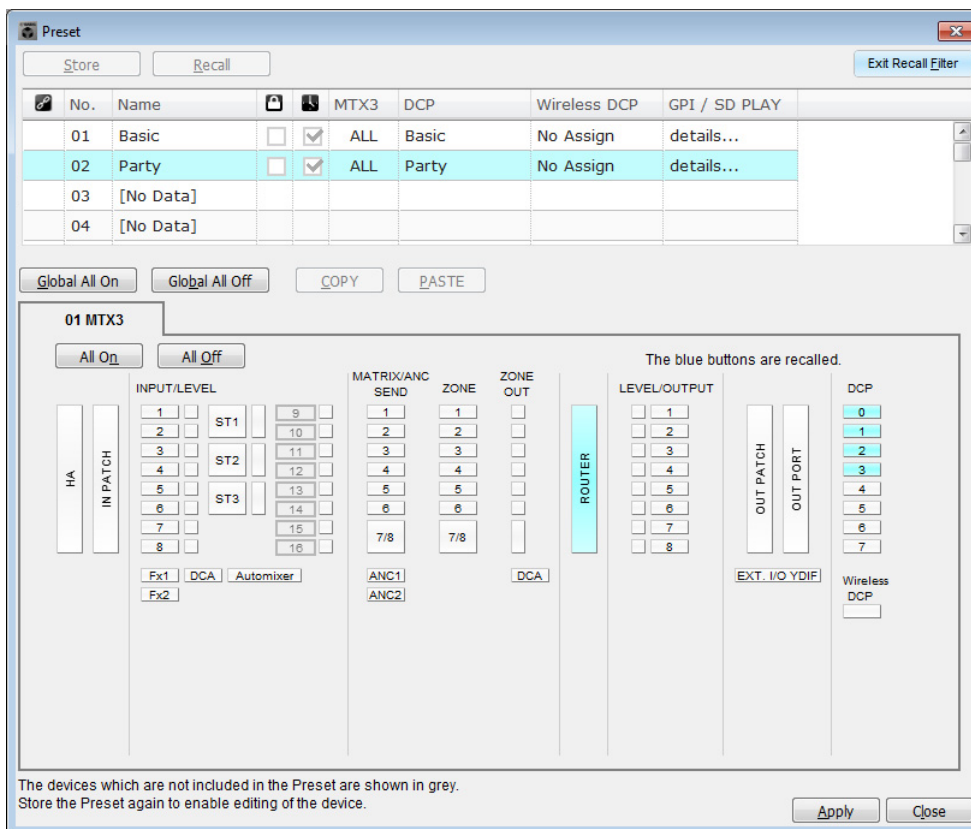 Preset
Store Recall Exit Recall Filter
No. Name MTX3 DCP Wireless DCP GPI / SD PLAY
01 Basic ALL Basic No Assign details...
02 Party ALL Party No Assign details...
03 [No Data]
04 [No Data]
Global All On Global All Off COPY PASTE
01 MTX3
All On All Off The blue buttons are recalled.
INPUT/LEVEL MATRIX/ANC SEND ZONE ZONE OUT LEVEL/OUTPUT DCP
HA
IN PATCH
1 2 3 4 5 6 7 8
ST1 ST2 ST3
9 10 11 12 13 14 15 16
Fx1 DCA Automixer
Fx2
1 2 3 4 5 6 7/8
ANC1
ANC2
1 2 3 4 5 6 7/8
DCA
ROUTER
1 2 3 4 5 6 7 8
OUT PATCH
OUT PORT
EXT. I/O YDIF
0 1 2 3 4 5 6 7
Wireless
DCP
The devices which are not included in the Preset are shown in grey.
Store the Preset again to enable editing of the device.
Apply Close